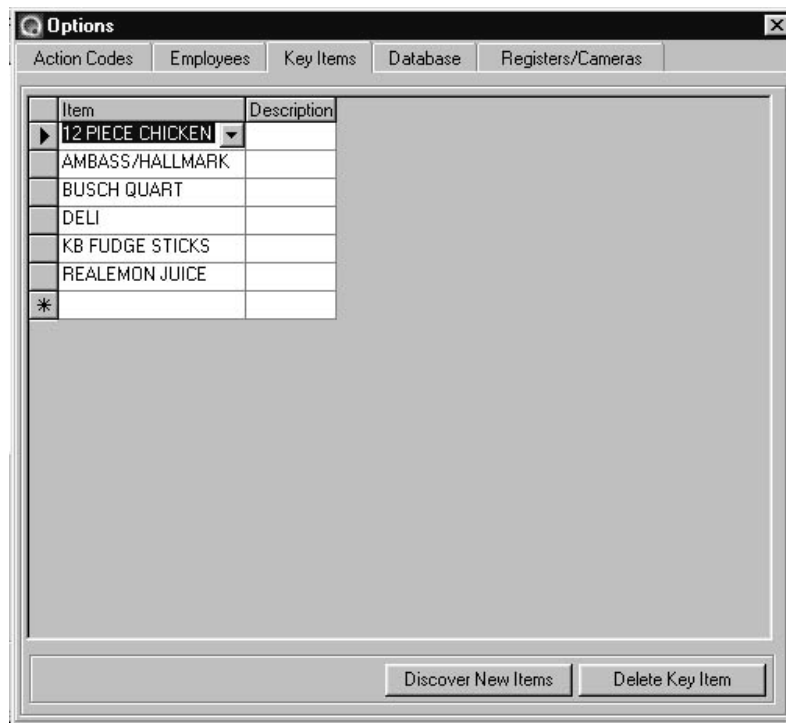 Options
Action Codes Employees Key Items Database Registers/Cameras
Item Description
12 PIECE CHICKEN
AMBASS/HALLMARK
BUSCH QUART
DELI
KB FUDGE STICKS
REALEMON JUICE
Discover New Items Delete Key Item